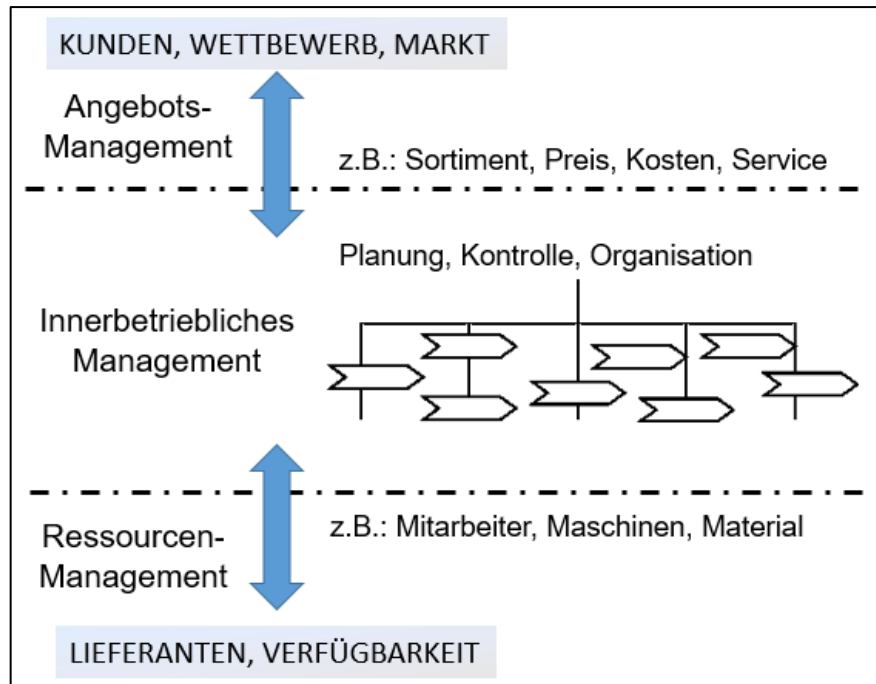 KUNDEN, WETTBEWERB, MARKT
Angebots-
Management
z.B.: Sortiment, Preis, Kosten, Service
Planung, Kontrolle, Organisation
Innerbetriebliches
Management
z.B.: Mitarbeiter, Maschinen, Material
Ressourcen-
Management
LIEFERANTEN, VERFÜGBARKEIT